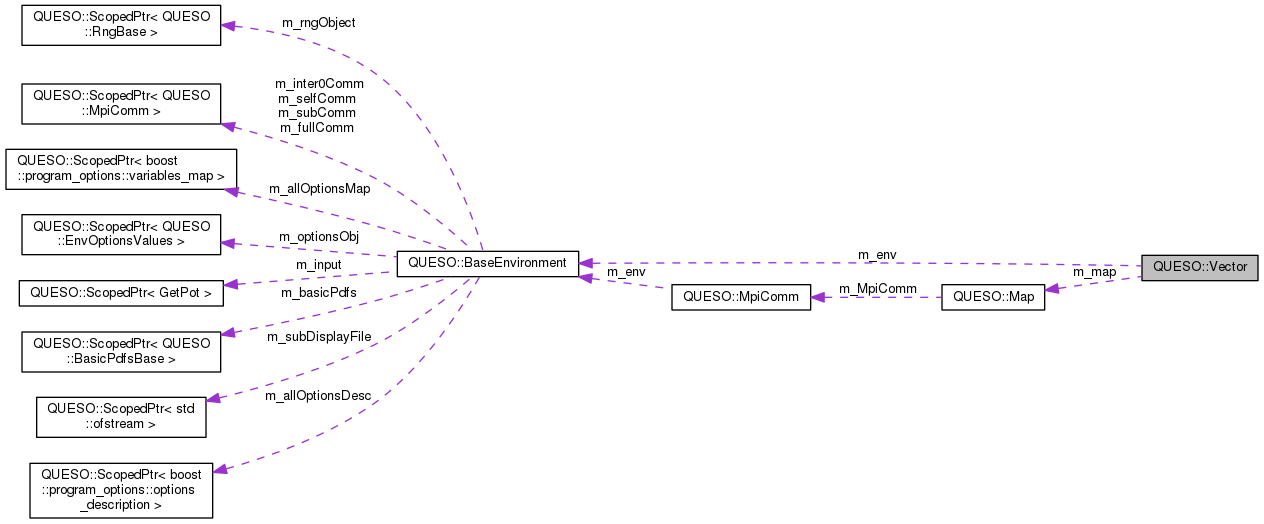 QUESO::ScopedPtr< QUESO
::RngBase >
m_rngObject
QUESO::ScopedPtr< QUESO
::MpiComm >
m_inter0Comm
m_selfComm
m_subComm
m_fullComm
QUESO::ScopedPtr< boost
::program_options::variables_map >
m_allOptionsMap
QUESO::ScopedPtr< QUESO
::EnvOptionsValues >
m_optionsObj
QUESO::ScopedPtr< GetPot >
m_input
QUESO::ScopedPtr< QUESO
::BasicPdfsBase >
m_basicPdfs
QUESO::ScopedPtr< std
::ofstream >
m_subDisplayFile
QUESO::ScopedPtr< boost
::program_options::options
_description >
m_allOptionsDesc
QUESO::BaseEnvironment
m_env
m_env
QUESO::MpiComm
m_MpiComm
QUESO::Map
m_map
QUESO::Vector